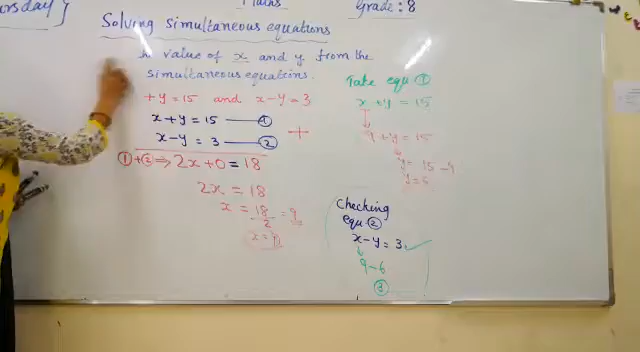 Maths
Grade: 8
Solving simultaneous equations
value of x and y from the
simultaneous equations.
+y = 15 and x-y = 3
x+y = 15 —— ①
x-y = 3 —— ②
+
①+② ⇒ 2x+0 = 18
2x = 18
x = 18/2 = 9
x = 9
Take equ ①
x+y = 15
9+y = 15
y = 15 - 9
y = 6
Checking
equ ②
x-y = 3 ✓
9-6
③